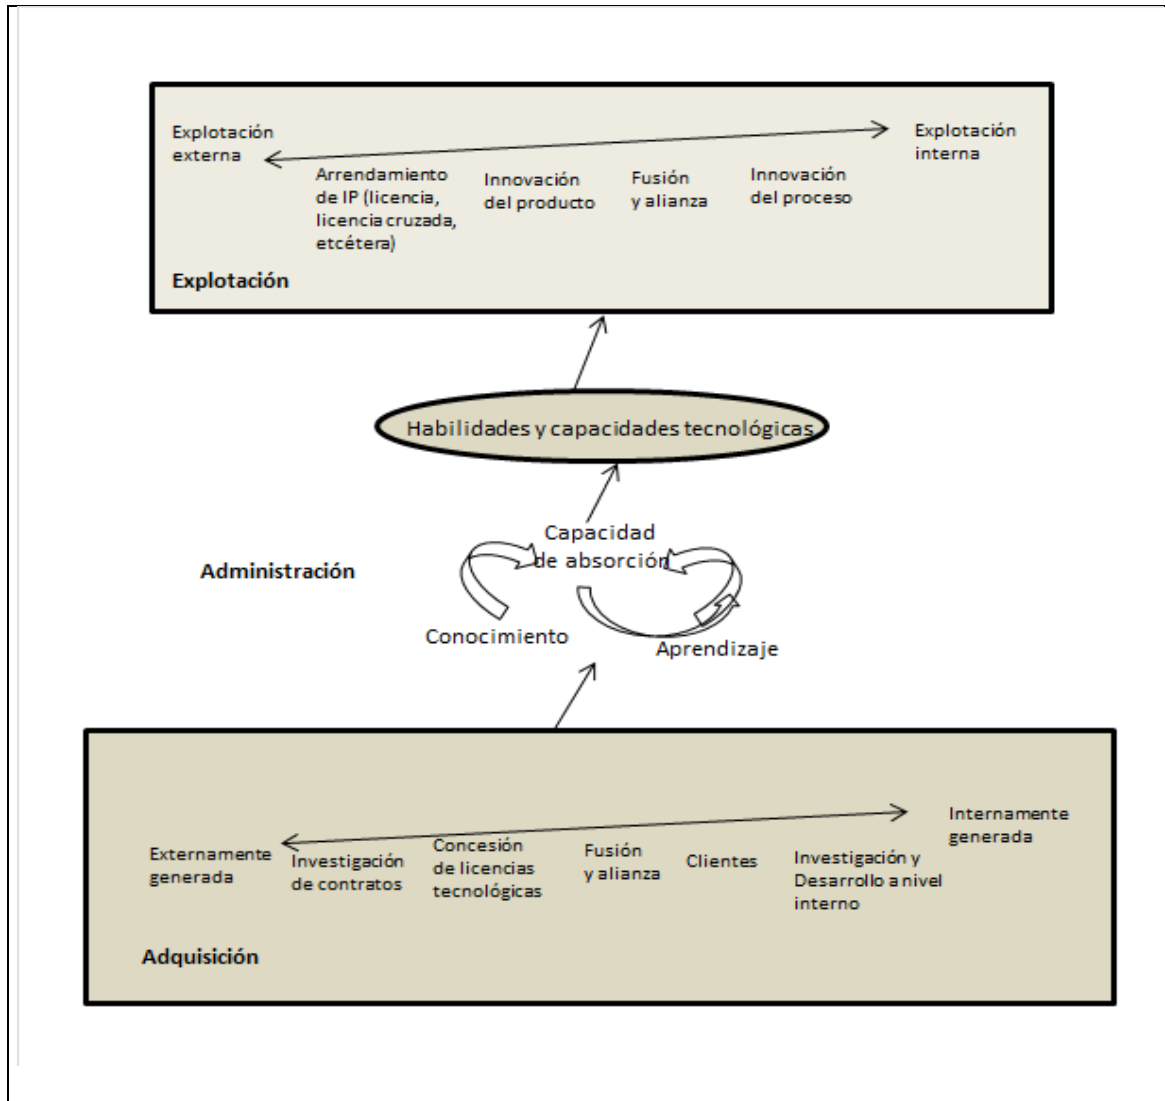 Explotación
externa
Explotación
interna
Arrendamiento
de IP (licencia,
licencia cruzada,
etcétera)
Innovación
del producto
Fusión
y alianza
Innovación
del proceso
Explotación
Habilidades y capacidades tecnológicas
Capacidad
de absorción
Administración
Conocimiento
Aprendizaje
Externamente
generada
Investigación
de contratos
Concesión
de licencias
tecnológicas
Fusión
y alianza
Clientes
Investigación y
Desarrollo a nivel
interno
Internamente
generada
Adquisición